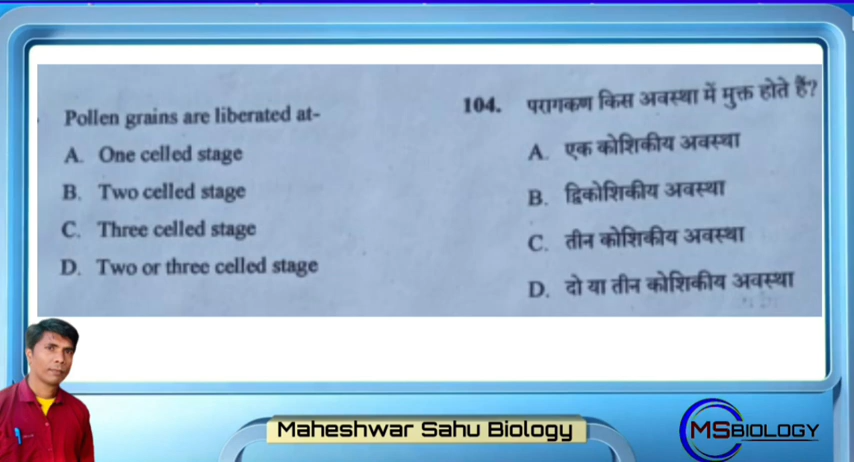 Pollen grains are liberated at-
A. One celled stage
B. Two celled stage
C. Three celled stage
D. Two or three celled stage
104. परागकण किस अवस्था में मुक्त होते हैं?
A. एक कोशिकीय अवस्था
B. द्विकोशिकीय अवस्था
C. तीन कोशिकीय अवस्था
D. दो या तीन कोशिकीय अवस्था
Maheshwar Sahu Biology
MSBIOLOGY